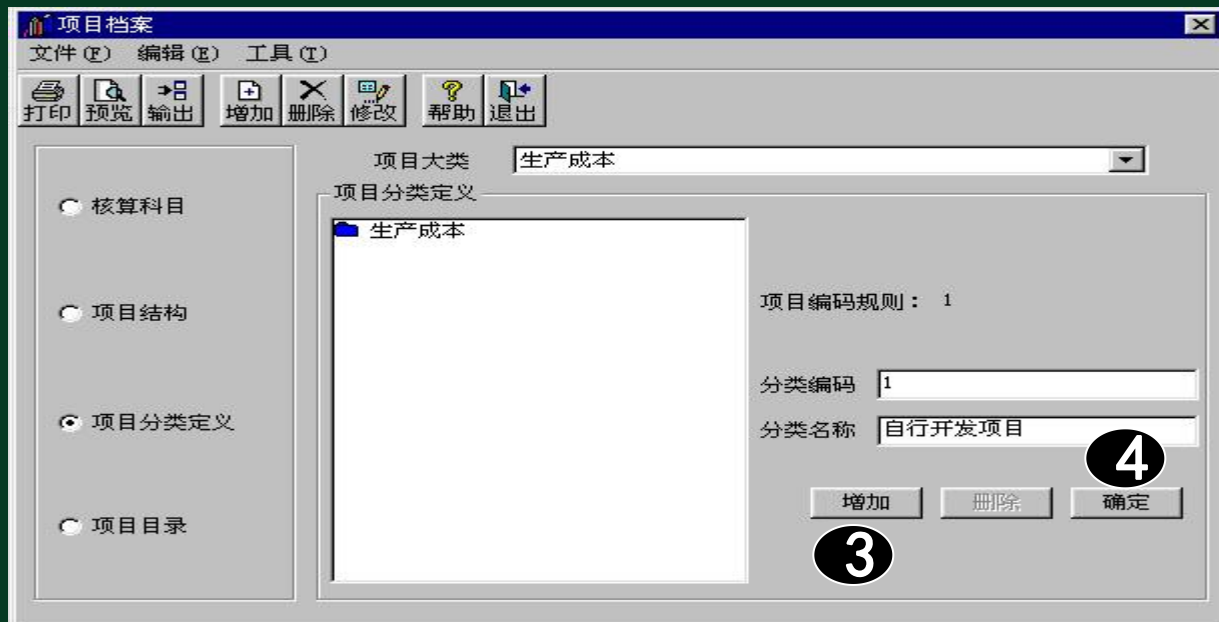 项目档案
文件(F) 编辑(E) 工具(T)
打印 预览 输出 增加 删除 修改 帮助 退出
项目大类 生产成本
核算科目
项目结构
项目分类定义
项目目录
项目分类定义
生产成本
项目编码规则： 1
分类编码 1
分类名称 自行开发项目
4
增加 删除 确定
3